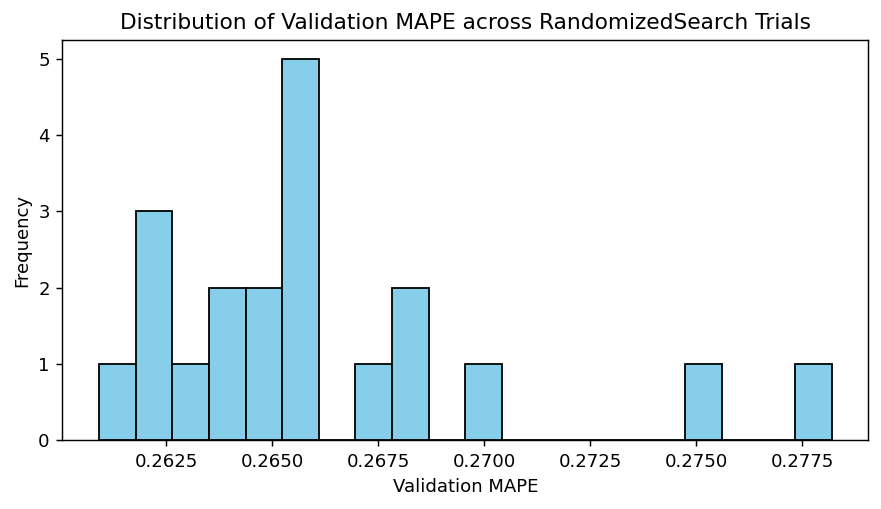 Distribution of Validation MAPE across RandomizedSearch Trials
5
4
3
2
1
0
Frequency
0.2625 0.2650 0.2675 0.2700 0.2725 0.2750 0.2775
Validation MAPE